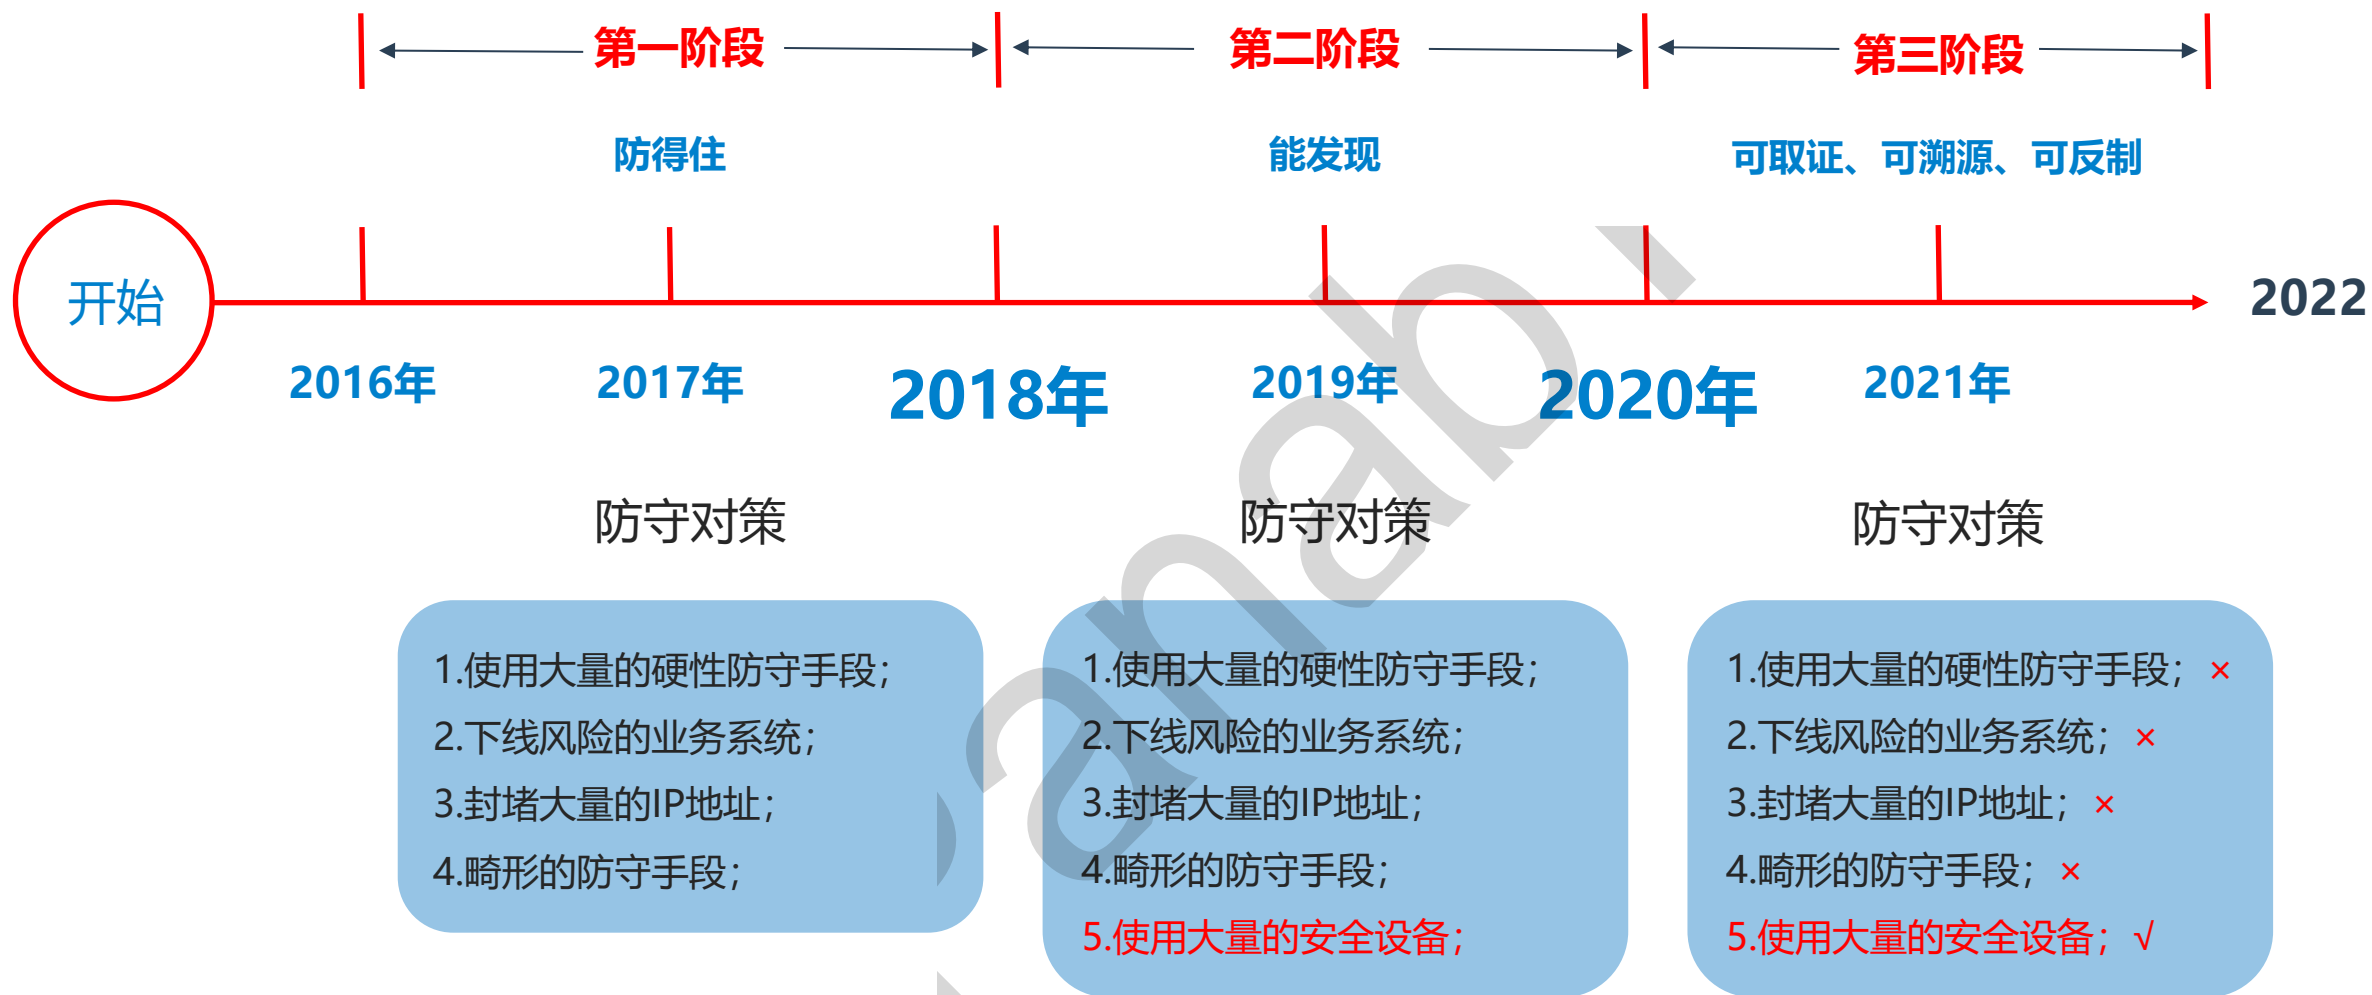 第一阶段
第二阶段
第三阶段
防得住
能发现
可取证、可溯源、可反制
开始
2022
2016年
2017年
2018年
2019年
2020年
2021年
防守对策
防守对策
防守对策
1.使用大量的硬性防守手段；
2.下线风险的业务系统；
3.封堵大量的IP地址；
4.畸形的防守手段；
1.使用大量的硬性防守手段；
2.下线风险的业务系统；
3.封堵大量的IP地址；
4.畸形的防守手段；
5.使用大量的安全设备；
1.使用大量的硬性防守手段；×
2.下线风险的业务系统；×
3.封堵大量的IP地址；×
4.畸形的防守手段；×
5.使用大量的安全设备；√